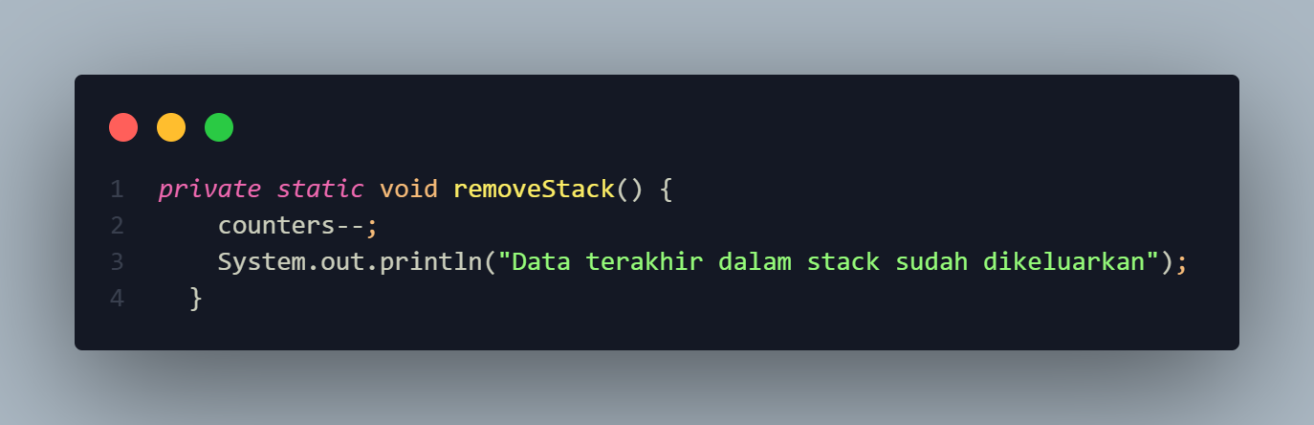 1 private static void removeStack() {
2     counters--;
3     System.out.println("Data terakhir dalam stack sudah dikeluarkan");
4   }